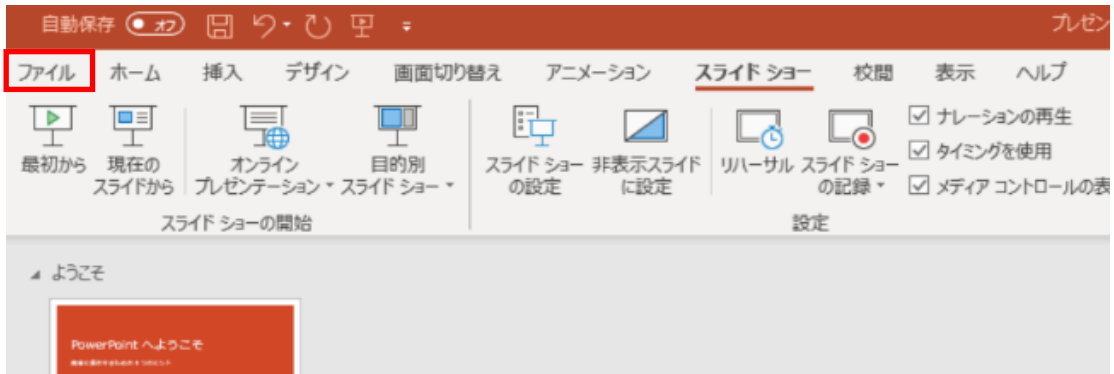 自動保存 オフ プレゼン
ファイル ホーム 挿入 デザイン 画面切り替え アニメーション スライド ショー 校閲 表示 ヘルプ
最初から 現在の オンライン 目的別 スライド ショー 非表示スライド リハーサル スライド ショー ナレーションの再生
スライドから プレゼンテーション スライド ショー の設定 に設定 の記録 タイミングを使用
メディア コントロールの表
スライド ショーの開始 設定
ようこそ
PowerPoint へようこそ